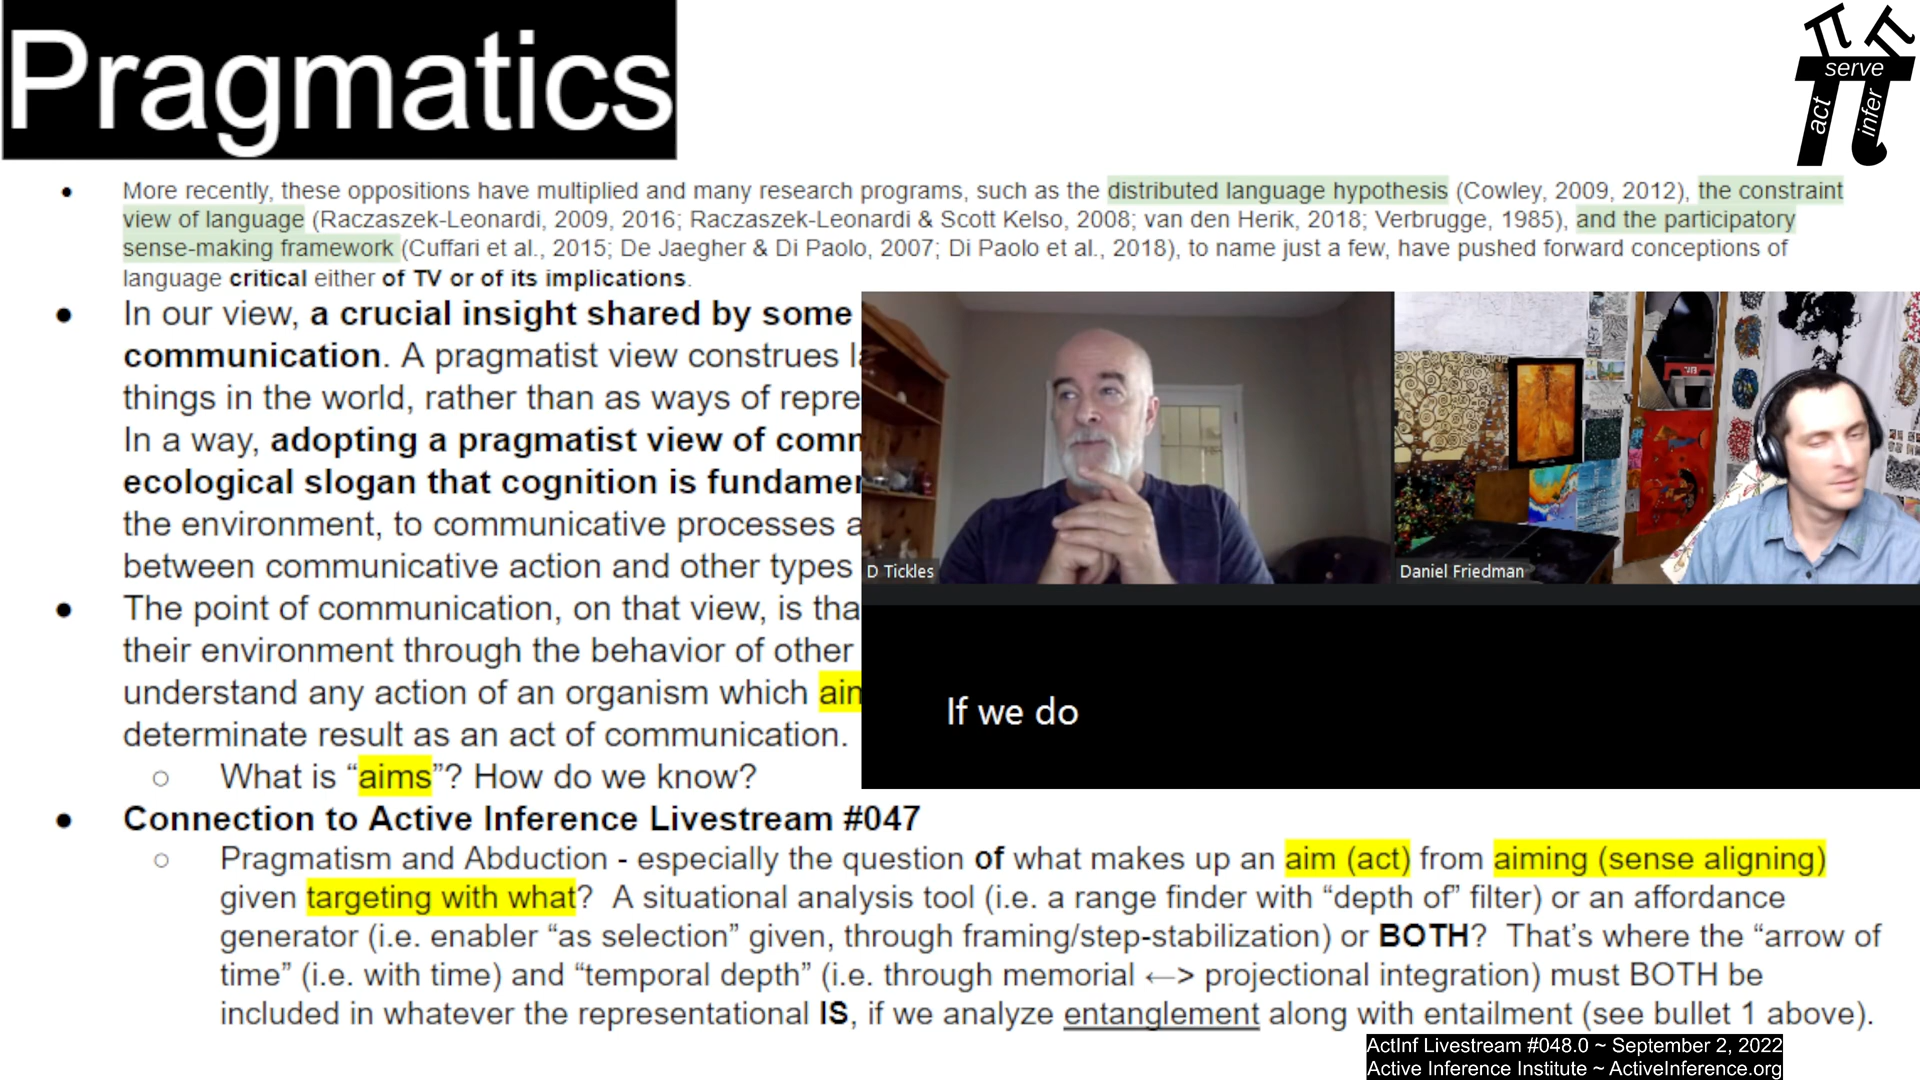 Pragmatics
π π
serve
act infer
● More recently, these oppositions have multiplied and many research programs, such as the distributed language hypothesis (Cowley, 2009, 2012), the constraint
view of language (Raczaszek-Leonardi, 2009, 2016; Raczaszek-Leonardi & Scott Kelso, 2008; van den Herik, 2018; Verbrugge, 1985), and the participatory
sense-making framework (Cuffari et al., 2015; De Jaegher & Di Paolo, 2007; Di Paolo et al., 2018), to name just a few, have pushed forward conceptions of
language critical either of TV or of its implications.
● In our view, a crucial insight shared by some
communication. A pragmatist view construes
things in the world, rather than as ways of repre
In a way, adopting a pragmatist view of com
ecological slogan that cognition is fundamen
the environment, to communicative processes a
between communicative action and other types
● The point of communication, on that view, is tha
their environment through the behavior of other
understand any action of an organism which aim
determinate result as an act of communication.
○ What is “aims”? How do we know?
D Tickles
Daniel Friedman
If we do
● Connection to Active Inference Livestream #047
○ Pragmatism and Abduction - especially the question of what makes up an aim (act) from aiming (sense aligning)
given targeting with what? A situational analysis tool (i.e. a range finder with “depth of” filter) or an affordance
generator (i.e. enabler “as selection” given, through framing/step-stabilization) or BOTH? That’s where the “arrow of
time” (i.e. with time) and “temporal depth” (i.e. through memorial <--> projectional integration) must BOTH be
included in whatever the representational IS, if we analyze entanglement along with entailment (see bullet 1 above).
ActInf Livestream #048.0 ~ September 2, 2022
Active Inference Institute ~ ActiveInference.org